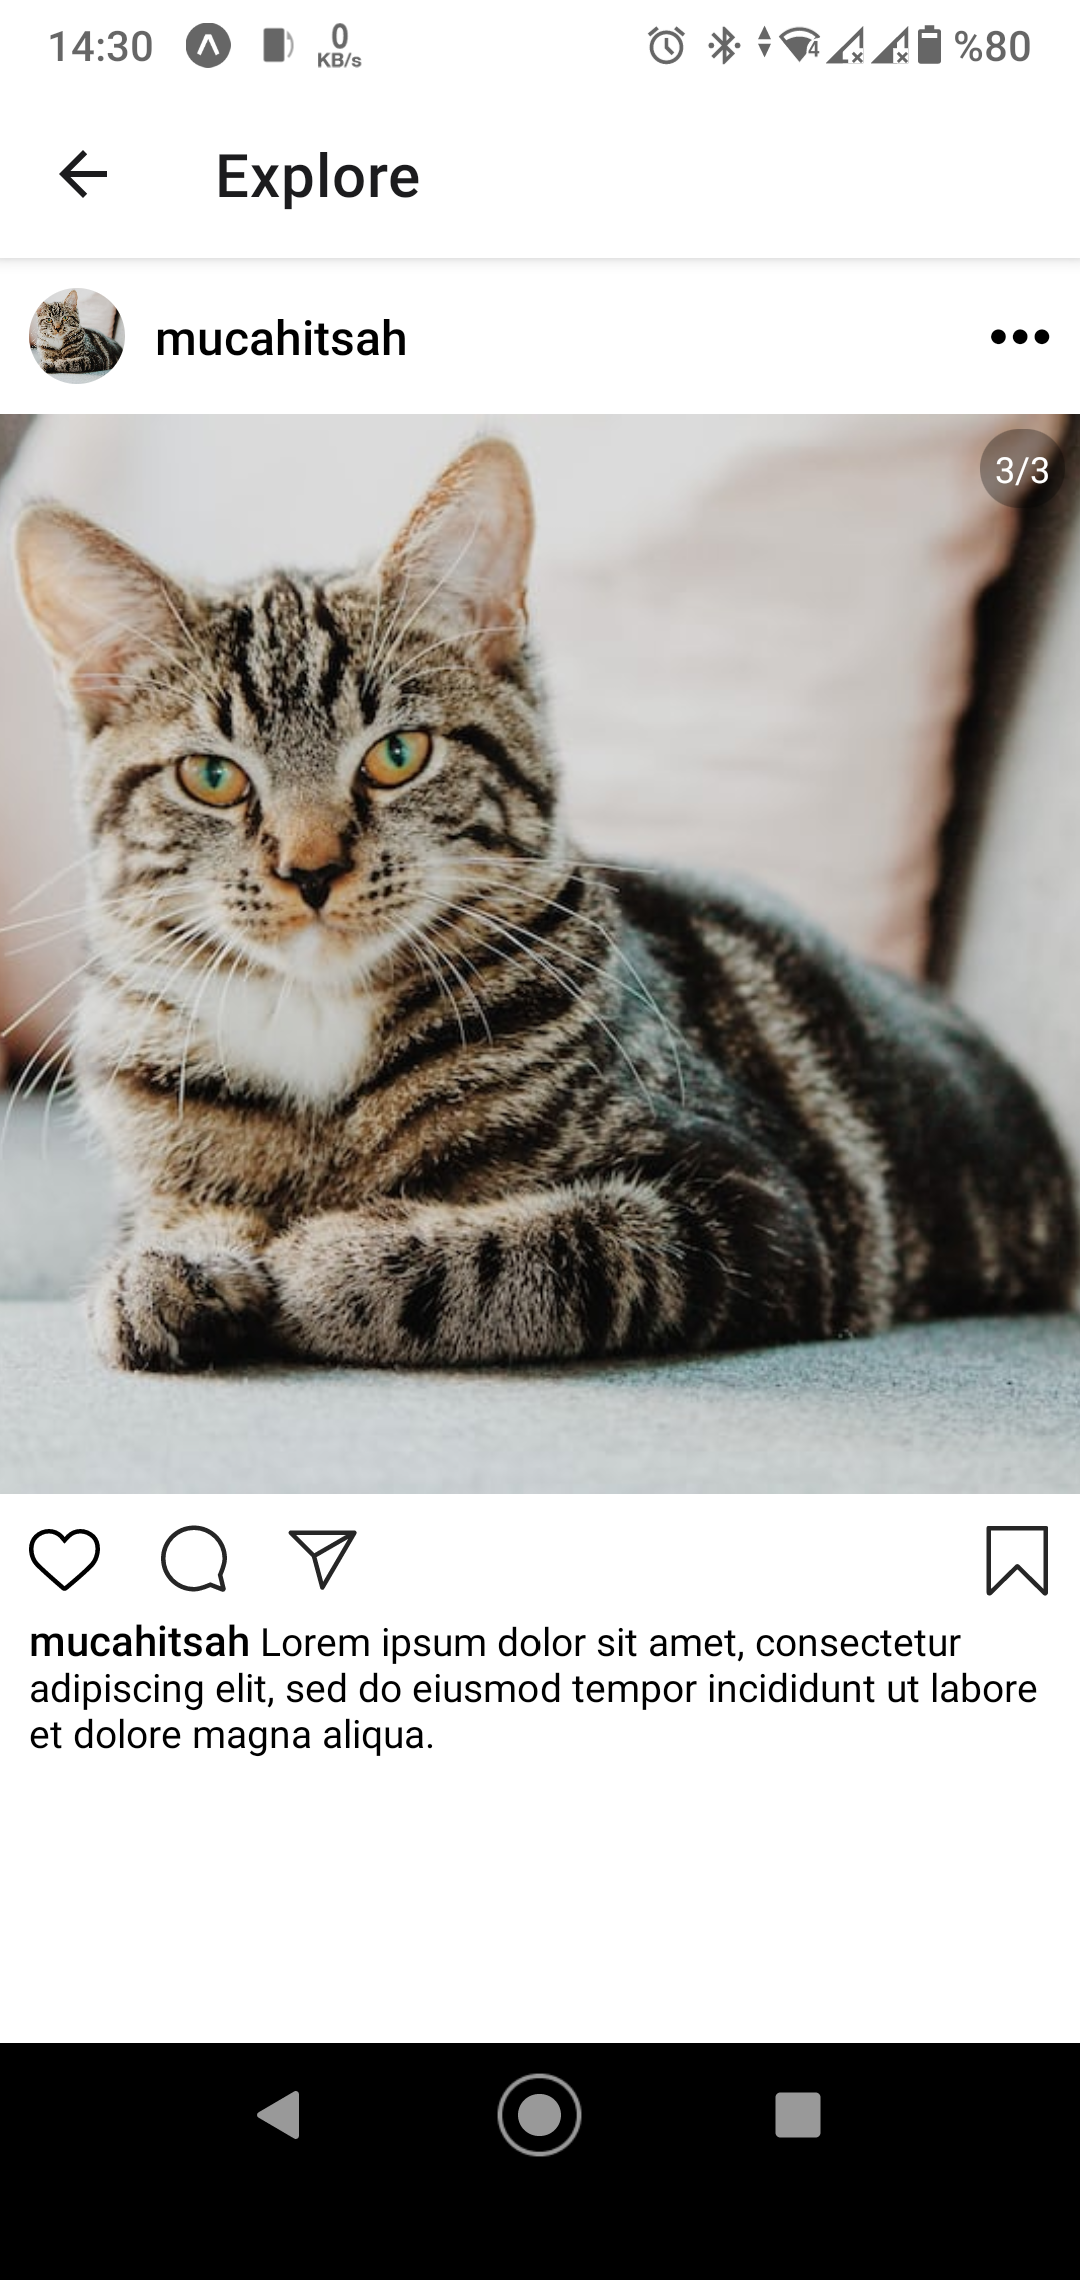 14:30
0
KB/s
4
%80
Explore
mucahitsah
3/3
mucahitsah Lorem ipsum dolor sit amet, consectetur
adipiscing elit, sed do eiusmod tempor incididunt ut labore
et dolore magna aliqua.